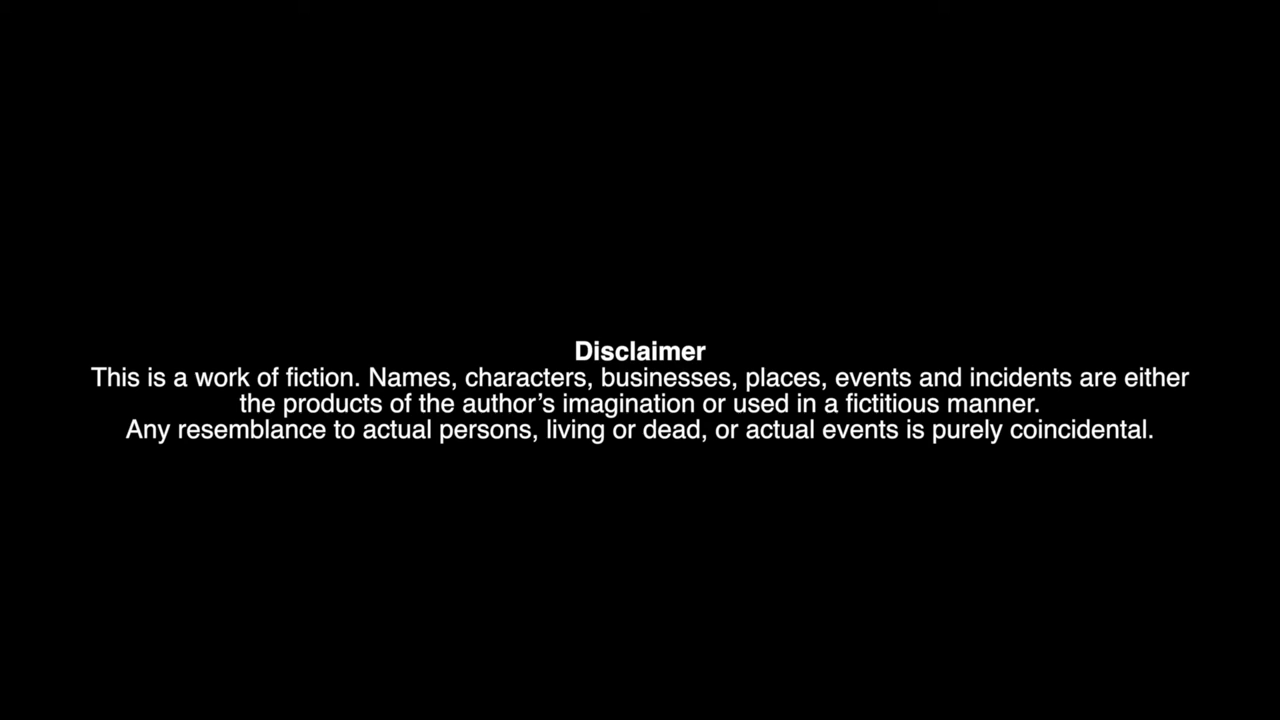 Disclaimer
This is a work of fiction. Names, characters, businesses, places, events and incidents are either
the products of the author’s imagination or used in a fictitious manner.
Any resemblance to actual persons, living or dead, or actual events is purely coincidental.